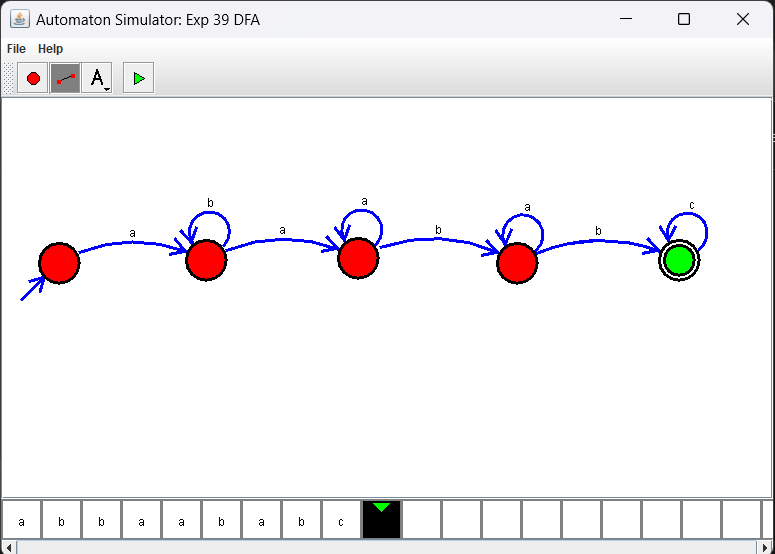 Automaton Simulator: Exp 39 DFA
File Help
A
b a a c
a a b b
a b b a a b a b c